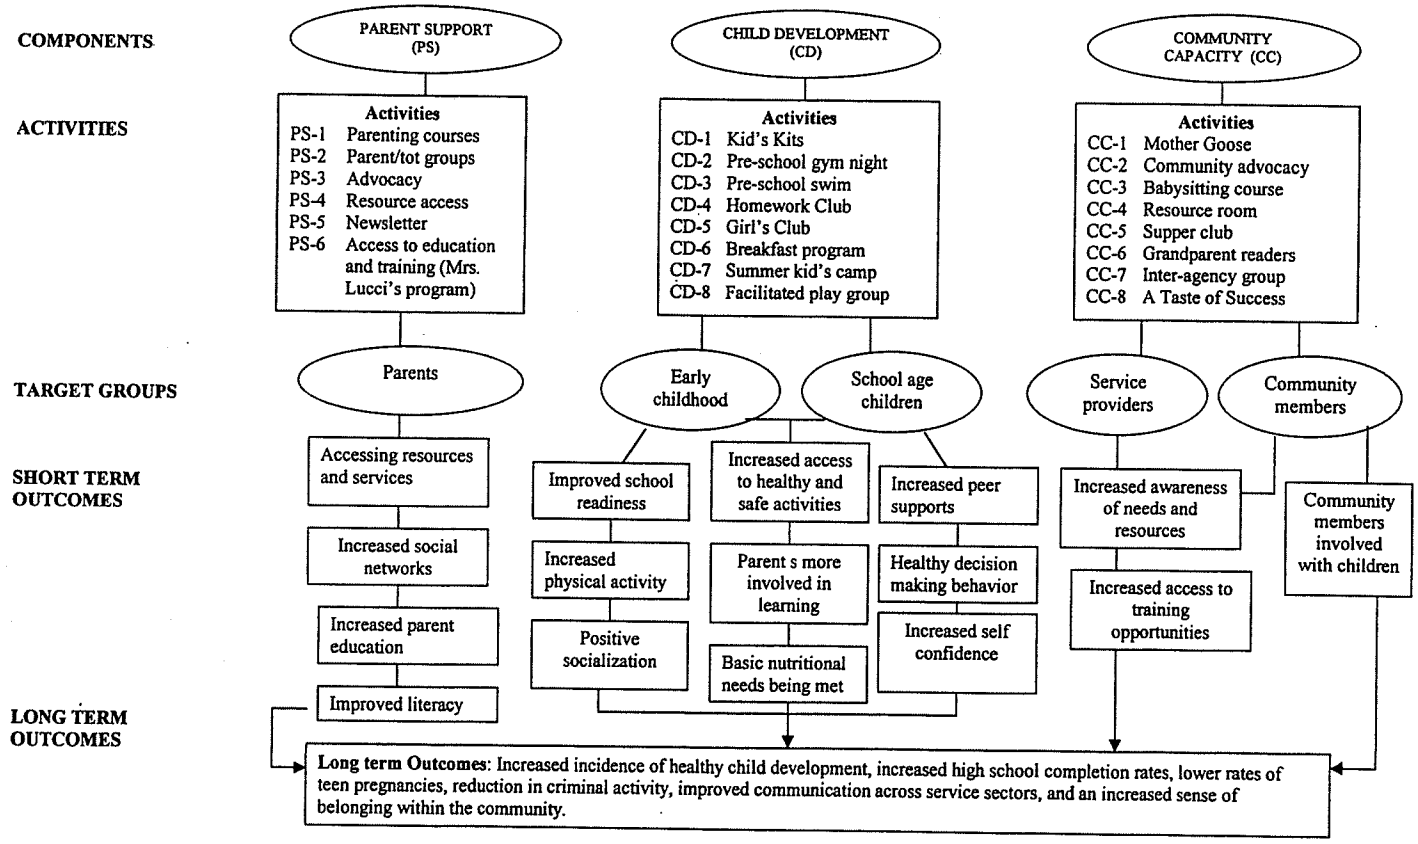 COMPONENTS
PARENT SUPPORT
(PS)
CHILD DEVELOPMENT
(CD)
COMMUNITY
CAPACITY (CC)
ACTIVITIES
Activities
PS-1 Parenting courses
PS-2 Parent/tot groups
PS-3 Advocacy
PS-4 Resource access
PS-5 Newsletter
PS-6 Access to education
and training (Mrs.
Lucci's program)
Activities
CD-1 Kid's Kits
CD-2 Pre-school gym night
CD-3 Pre-school swim
CD-4 Homework Club
CD-5 Girl's Club
CD-6 Breakfast program
CD-7 Summer kid's camp
CD-8 Facilitated play group
Activities
CC-1 Mother Goose
CC-2 Community advocacy
CC-3 Babysitting course
CC-4 Resource room
CC-5 Supper club
CC-6 Grandparent readers
CC-7 Inter-agency group
CC-8 A Taste of Success
TARGET GROUPS
Parents
Early
childhood
School age
children
Service
providers
Community
members
SHORT TERM
OUTCOMES
Accessing resources
and services
Increased social
networks
Increased parent
education
Improved literacy
Improved school
readiness
Increased
physical activity
Positive
socialization
Increased access
to healthy and
safe activities
Parent s more
involved in
learning
Basic nutritional
needs being met
Increased peer
supports
Healthy decision
making behavior
Increased self
confidence
Increased awareness
of needs and
resources
Increased access to
training
opportunities
Community
members
involved
with children
LONG TERM
OUTCOMES
Long term Outcomes: Increased incidence of healthy child development, increased high school completion rates, lower rates of
teen pregnancies, reduction in criminal activity, improved communication across service sectors, and an increased sense of
belonging within the community.